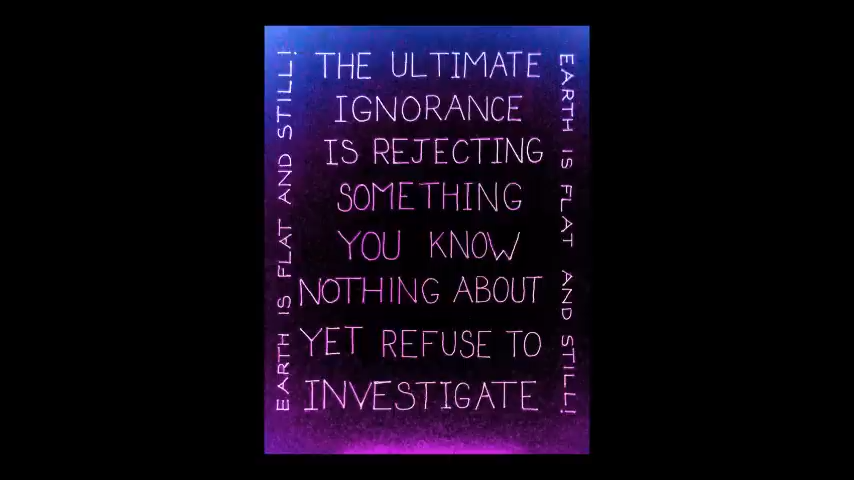 THE ULTIMATE
IGNORANCE
IS REJECTING
SOMETHING
YOU KNOW
NOTHING ABOUT
YET REFUSE TO
INVESTIGATE
EARTH IS FLAT AND STILL!
EARTH IS FLAT AND STILL!